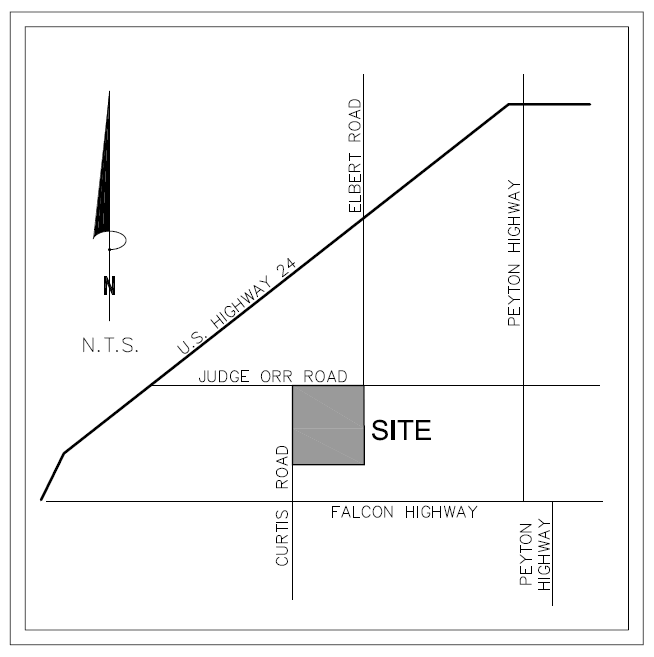 ELBERT ROAD
PEYTON HIGHWAY
U.S. HIGHWAY 24
N
N.T.S.
JUDGE ORR ROAD
SITE
CURTIS ROAD
FALCON HIGHWAY
PEYTON
HIGHWAY